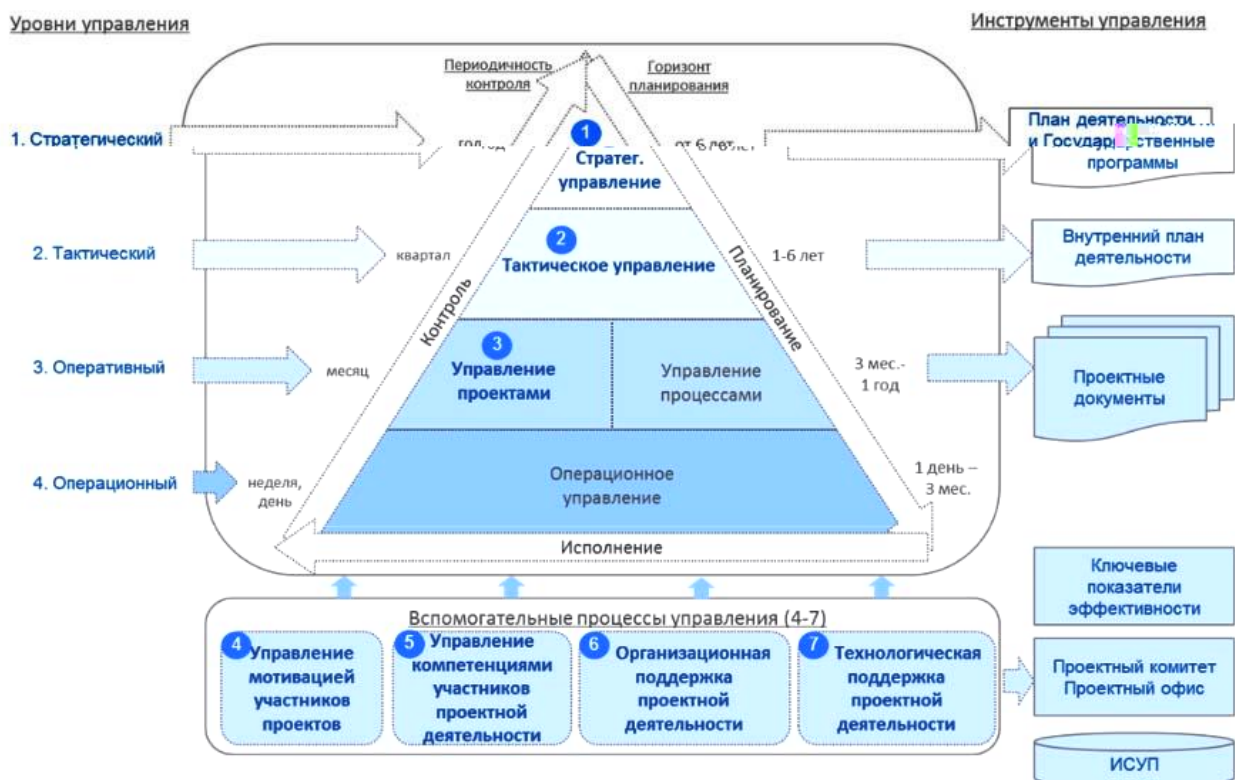 Уровни управления
Инструменты управления
Периодичность
контроля
Горизонт
планирования
1. Стратегический
1
Стратег.
управление
План деятельности
программы
2. Тактический
квартал
2
Тактическое управление
1-6 лет
Внутренний план
деятельности
Контроль
Планирование
3. Оперативный
месяц
3
Управление
проектами
Управление
процессами
3 мес.-
1 год
Проектные
документы
4. Операционный
неделя,
день
Операционное
управление
1 день –
3 мес.
Исполнение
Вспомогательные процессы управления (4-7)
4
Управление
мотивацией
участников
проектов
5
Управление
компетенциями
участников
проектной
деятельности
6
Организационная
поддержка
проектной
деятельности
7
Технологическая
поддержка
проектной
деятельности
Ключевые
показатели
эффективности
Проектный комитет
Проектный офис
ИСУП